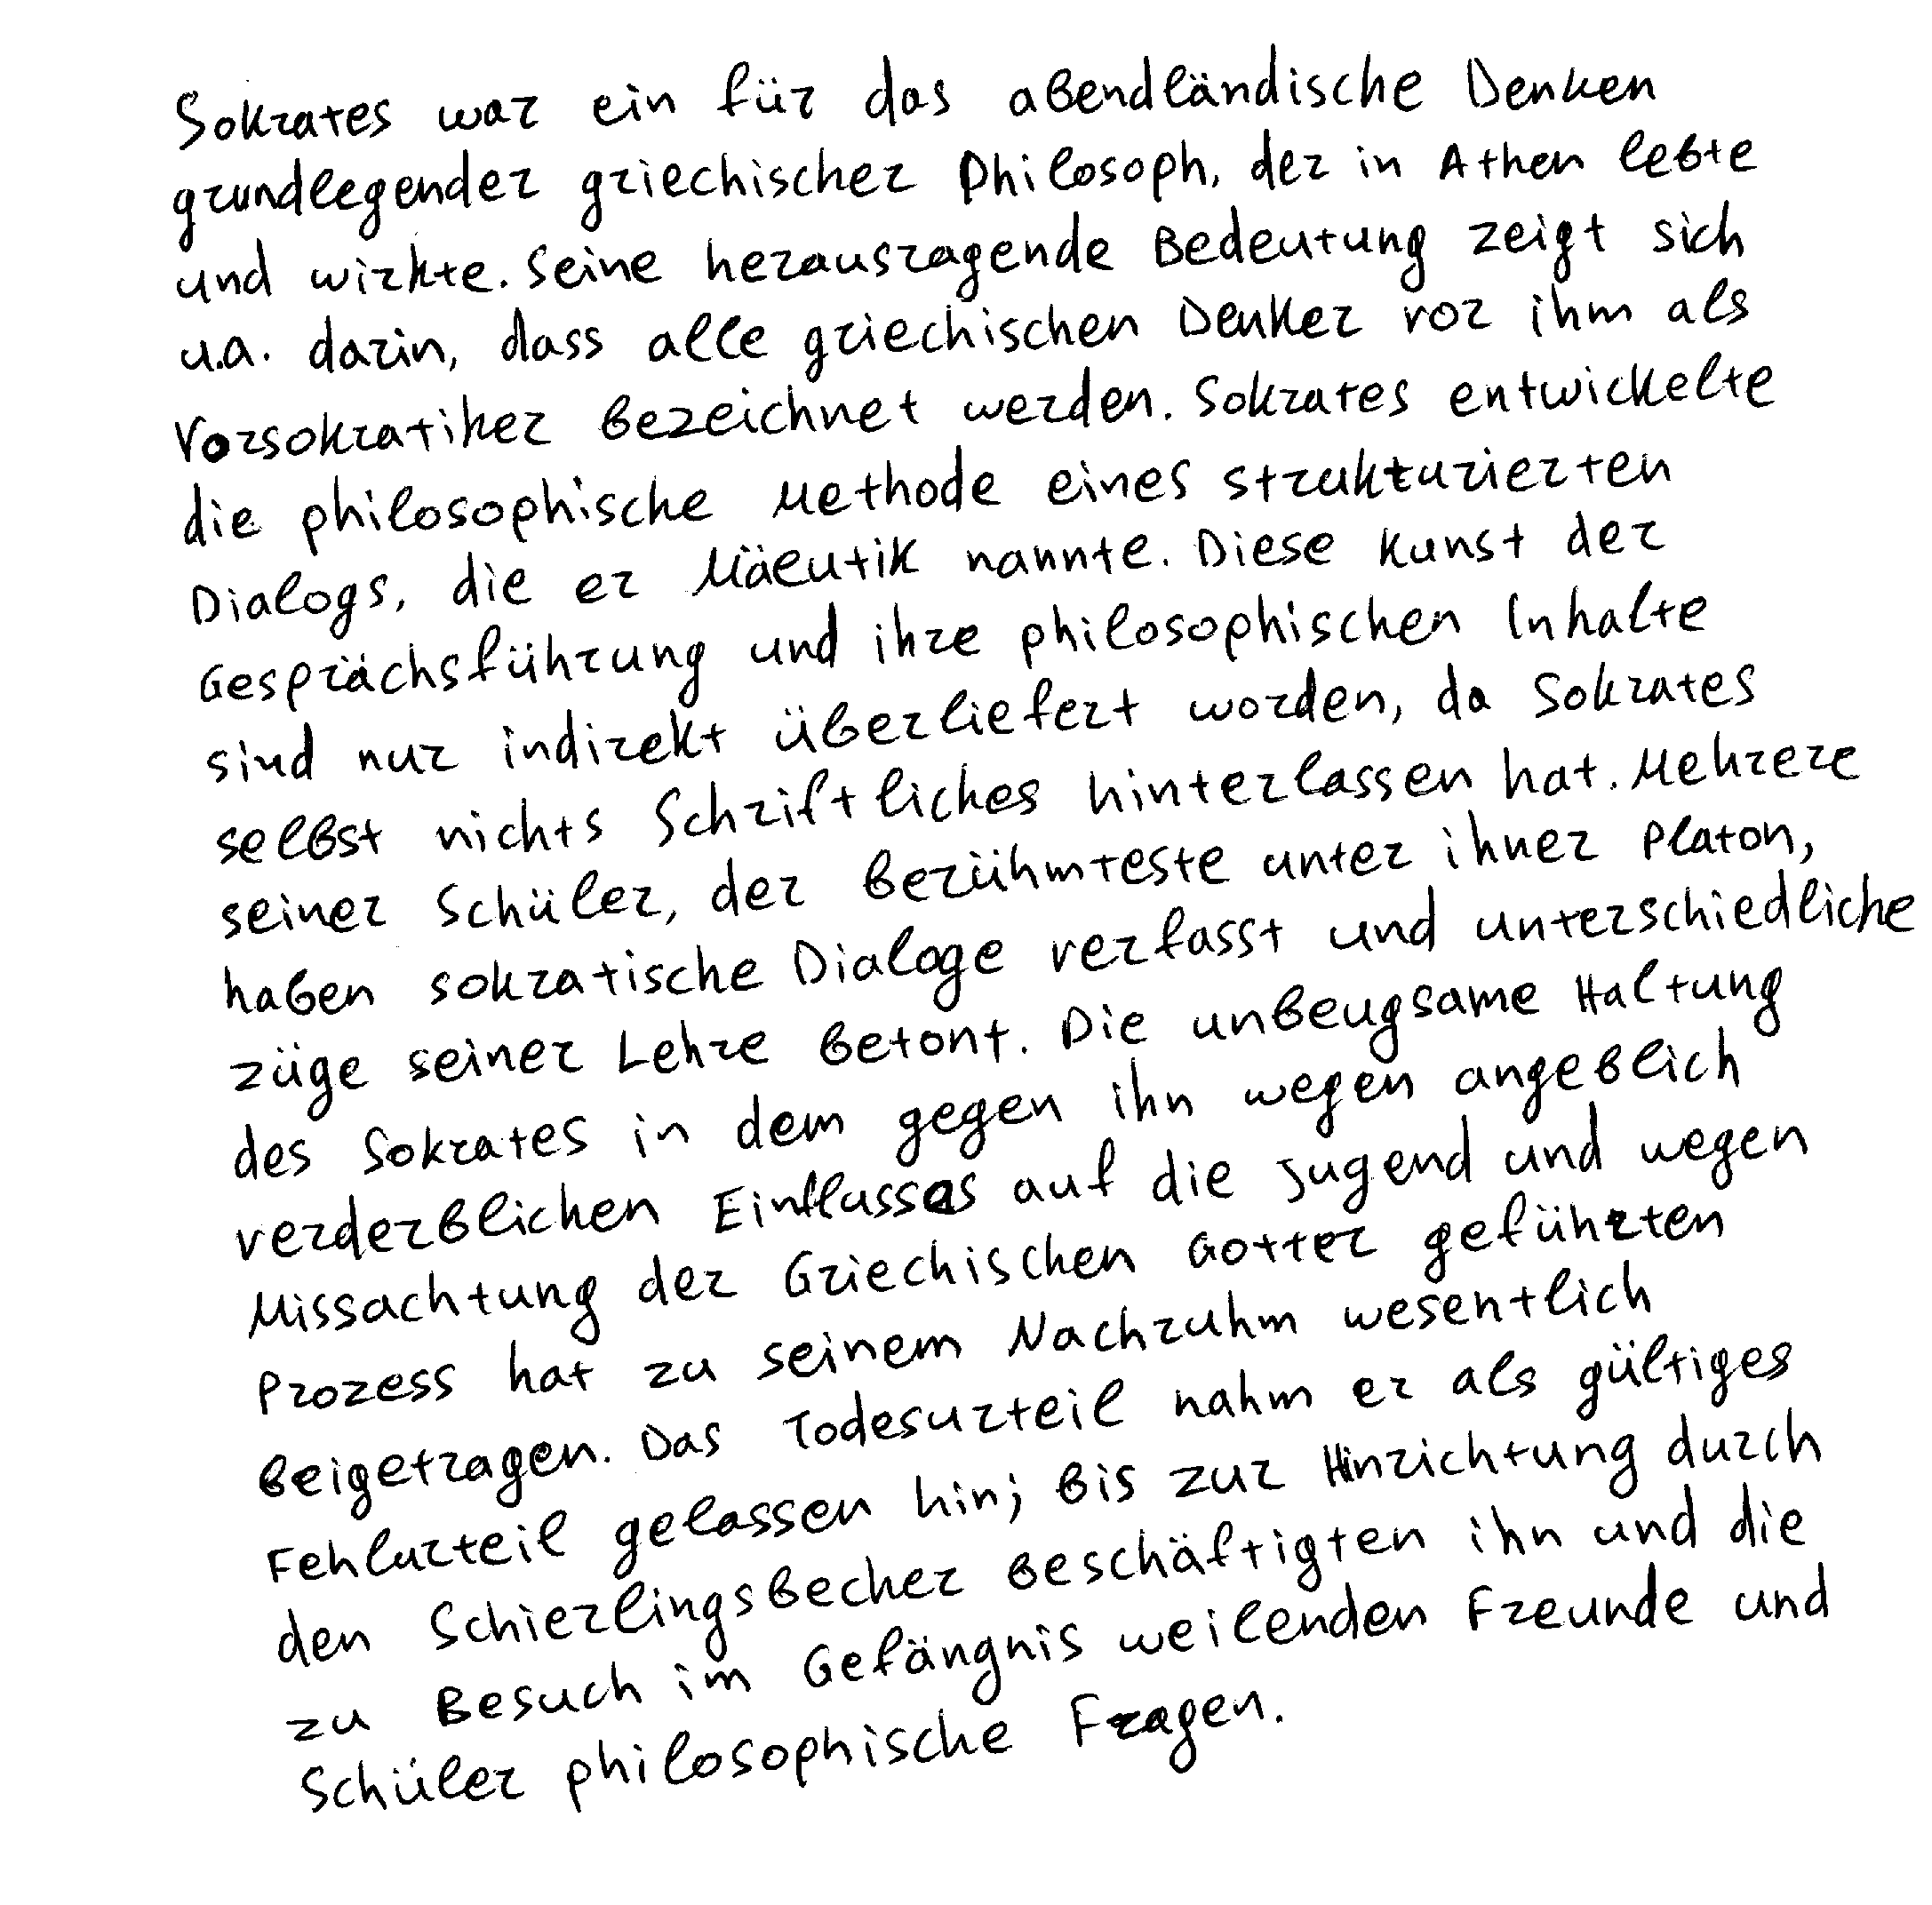 Sokrates war ein für das abendländische Denken
grundlegender griechischer Philosoph, der in Athen lebte
und wirkte. Seine herausragende Bedeutung zeigt sich
u.a. darin, dass alle griechischen Denker vor ihm als
Vorsokratiker bezeichnet werden. Sokrates entwickelte
die philosophische Methode eines strukturierten
Dialogs, die er Mäeutik nannte. Diese Kunst der
Gesprächsführung und ihre philosophischen Inhalte
sind nur indirekt überliefert worden, da Sokrates
selbst nichts Schriftliches hinterlassen hat. Mehrere
seiner Schüler, der berühmteste unter ihner Platon,
haben sokratische Dialoge verfasst und unterschiedliche
züge seiner Lehre betont. Die unbeugsame Haltung
des Sokrates in dem gegen ihn wegen angeblich
verderblichen Einflusses auf die Jugend und wegen
Missachtung der Griechischen Gotter geführten
Prozess hat zu seinem Nachruhm wesentlich
beigetragen. Das Todesurteil nahm er als gültiges
Fehlurteil gelassen hin; bis zur Hinrichtung durch
den Schierlingsbecher beschäftigten ihn und die
zu Besuch im Gefängnis weilenden Freunde und
Schüler philosophische Fragen.